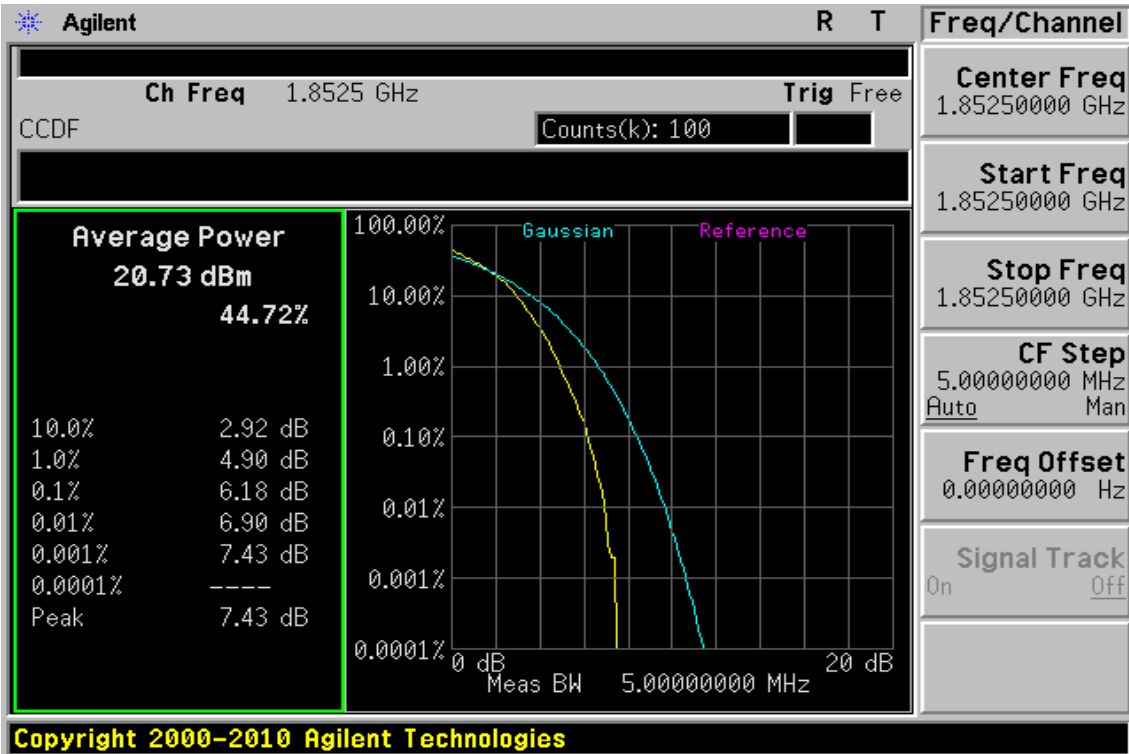 Agilent R T
Ch Freq 1.8525 GHz Trig Free
CCDF Counts(k): 100
Average Power
20.73 dBm
44.72%
10.0% 2.92 dB
1.0% 4.90 dB
0.1% 6.18 dB
0.01% 6.90 dB
0.001% 7.43 dB
0.0001% ----
Peak 7.43 dB
Gaussian Reference
100.00%
10.00%
1.00%
0.10%
0.01%
0.001%
0.0001%
0 dB 20 dB
Meas BW 5.00000000 MHz
Freq/Channel
Center Freq
1.85250000 GHz
Start Freq
1.85250000 GHz
Stop Freq
1.85250000 GHz
CF Step
5.00000000 MHz
Auto Man
Freq Offset
0.00000000 Hz
Signal Track
On Off
Copyright 2000-2010 Agilent Technologies